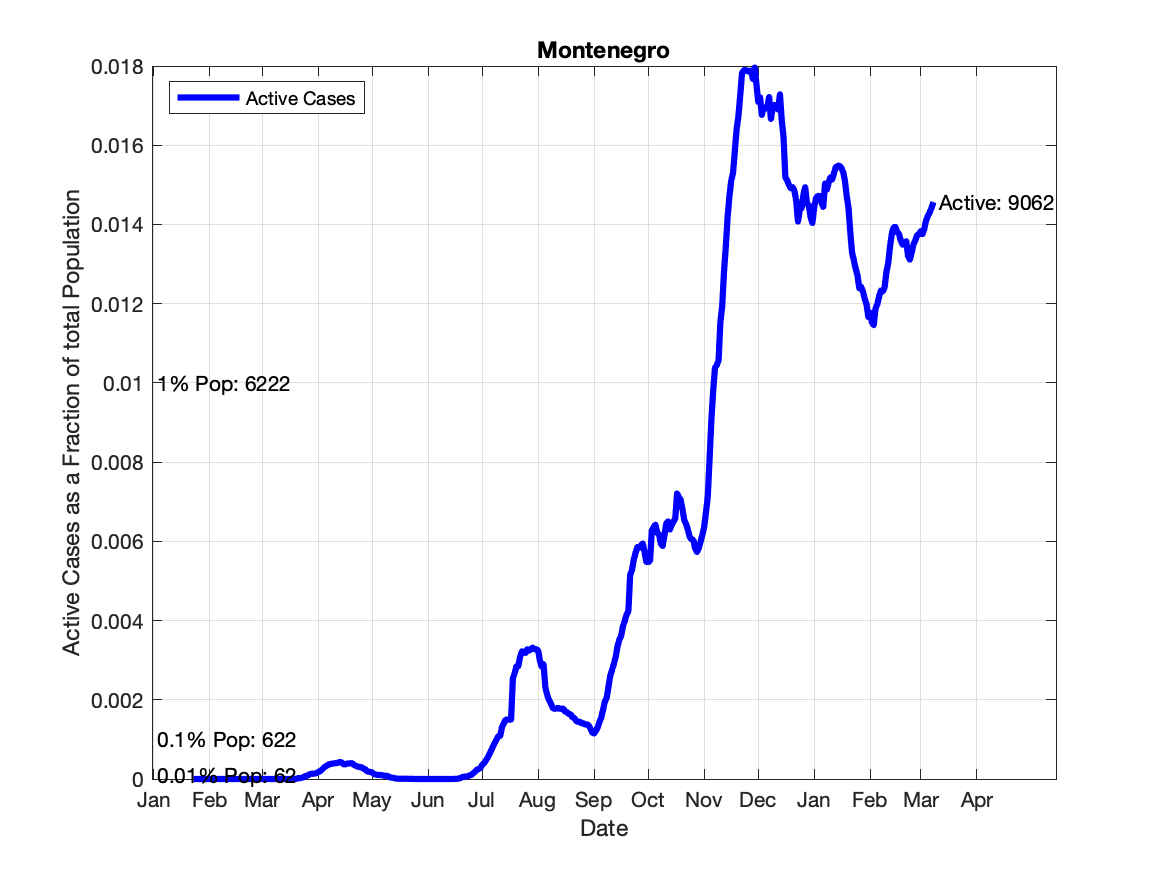 Montenegro
0.018
Active Cases
0.016
0.014
Active: 9062
0.012
0.01
1% Pop: 6222
0.008
0.006
0.004
0.002
0.1% Pop: 622
0
0.01% Pop: 62
Active Cases as a Fraction of total Population
Jan Feb Mar Apr May Jun Jul Aug Sep Oct Nov Dec Jan Feb Mar Apr
Date